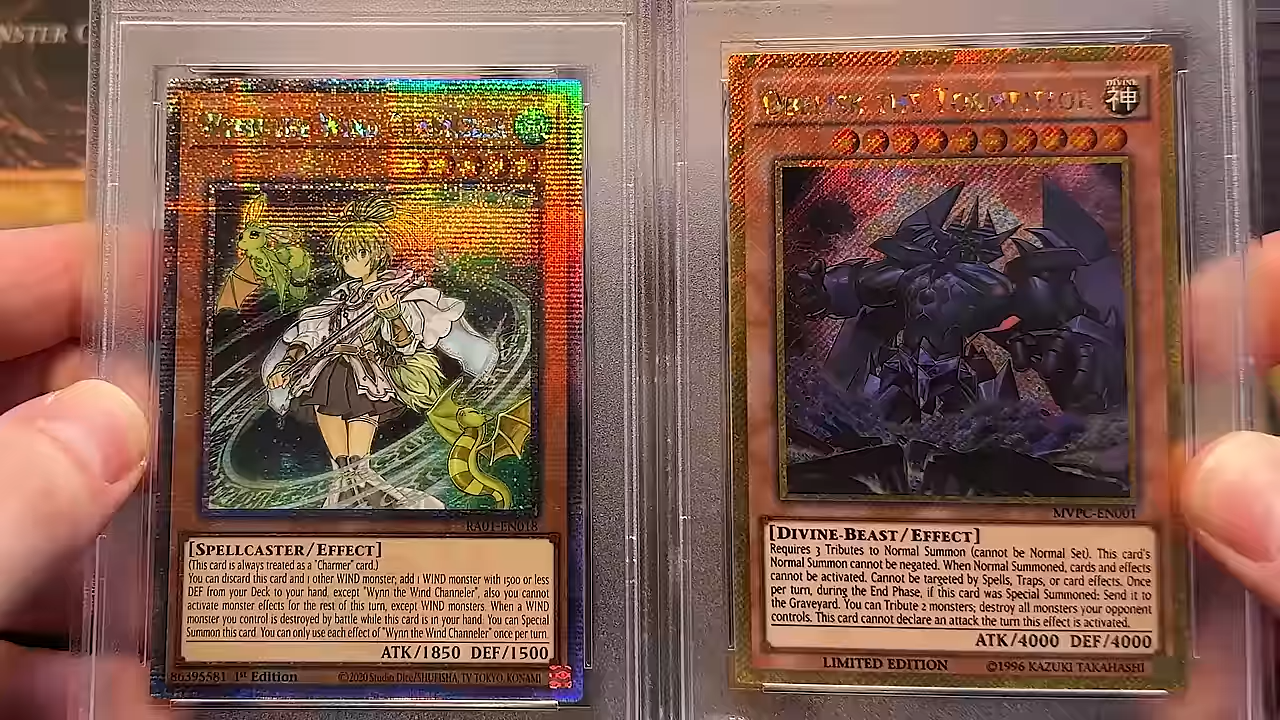 NSTER C
Wynn the Wind Channeler
RA01-EN018
[SPELLCASTER/EFFECT]
(This card is always treated as a "Charmer" card.)
You can discard this card and 1 other WIND monster, add 1 WIND monster with 1500 or less
DEF from your Deck to your hand, except "Wynn the Wind Channeler", also you cannot
activate monster effects for the rest of this turn, except WIND monsters. When a WIND
monster you control is destroyed by battle while this card is in your hand: You can Special
Summon this card. You can only use each effect of "Wynn the Wind Channeler" once per turn.
ATK/1850 DEF/1500
86395581 1st Edition
©2020 Studio Dice/SHUEISHA, TV TOKYO, KONAMI
Obelisk the Tormentor
DIVINE
神
MVPC-EN001
[DIVINE-BEAST/EFFECT]
Requires 3 Tributes to Normal Summon (cannot be Normal Set). This card's
Normal Summon cannot be negated. When Normal Summoned, cards and effects
cannot be activated. Cannot be targeted by Spells, Traps, or card effects. Once
per turn, during the End Phase, if this card was Special Summoned: Send it to
the Graveyard. You can Tribute 2 monsters; destroy all monsters your opponent
controls. This card cannot declare an attack the turn this effect is activated.
ATK/4000 DEF/4000
LIMITED EDITION
©1996 KAZUKI TAKAHASHI